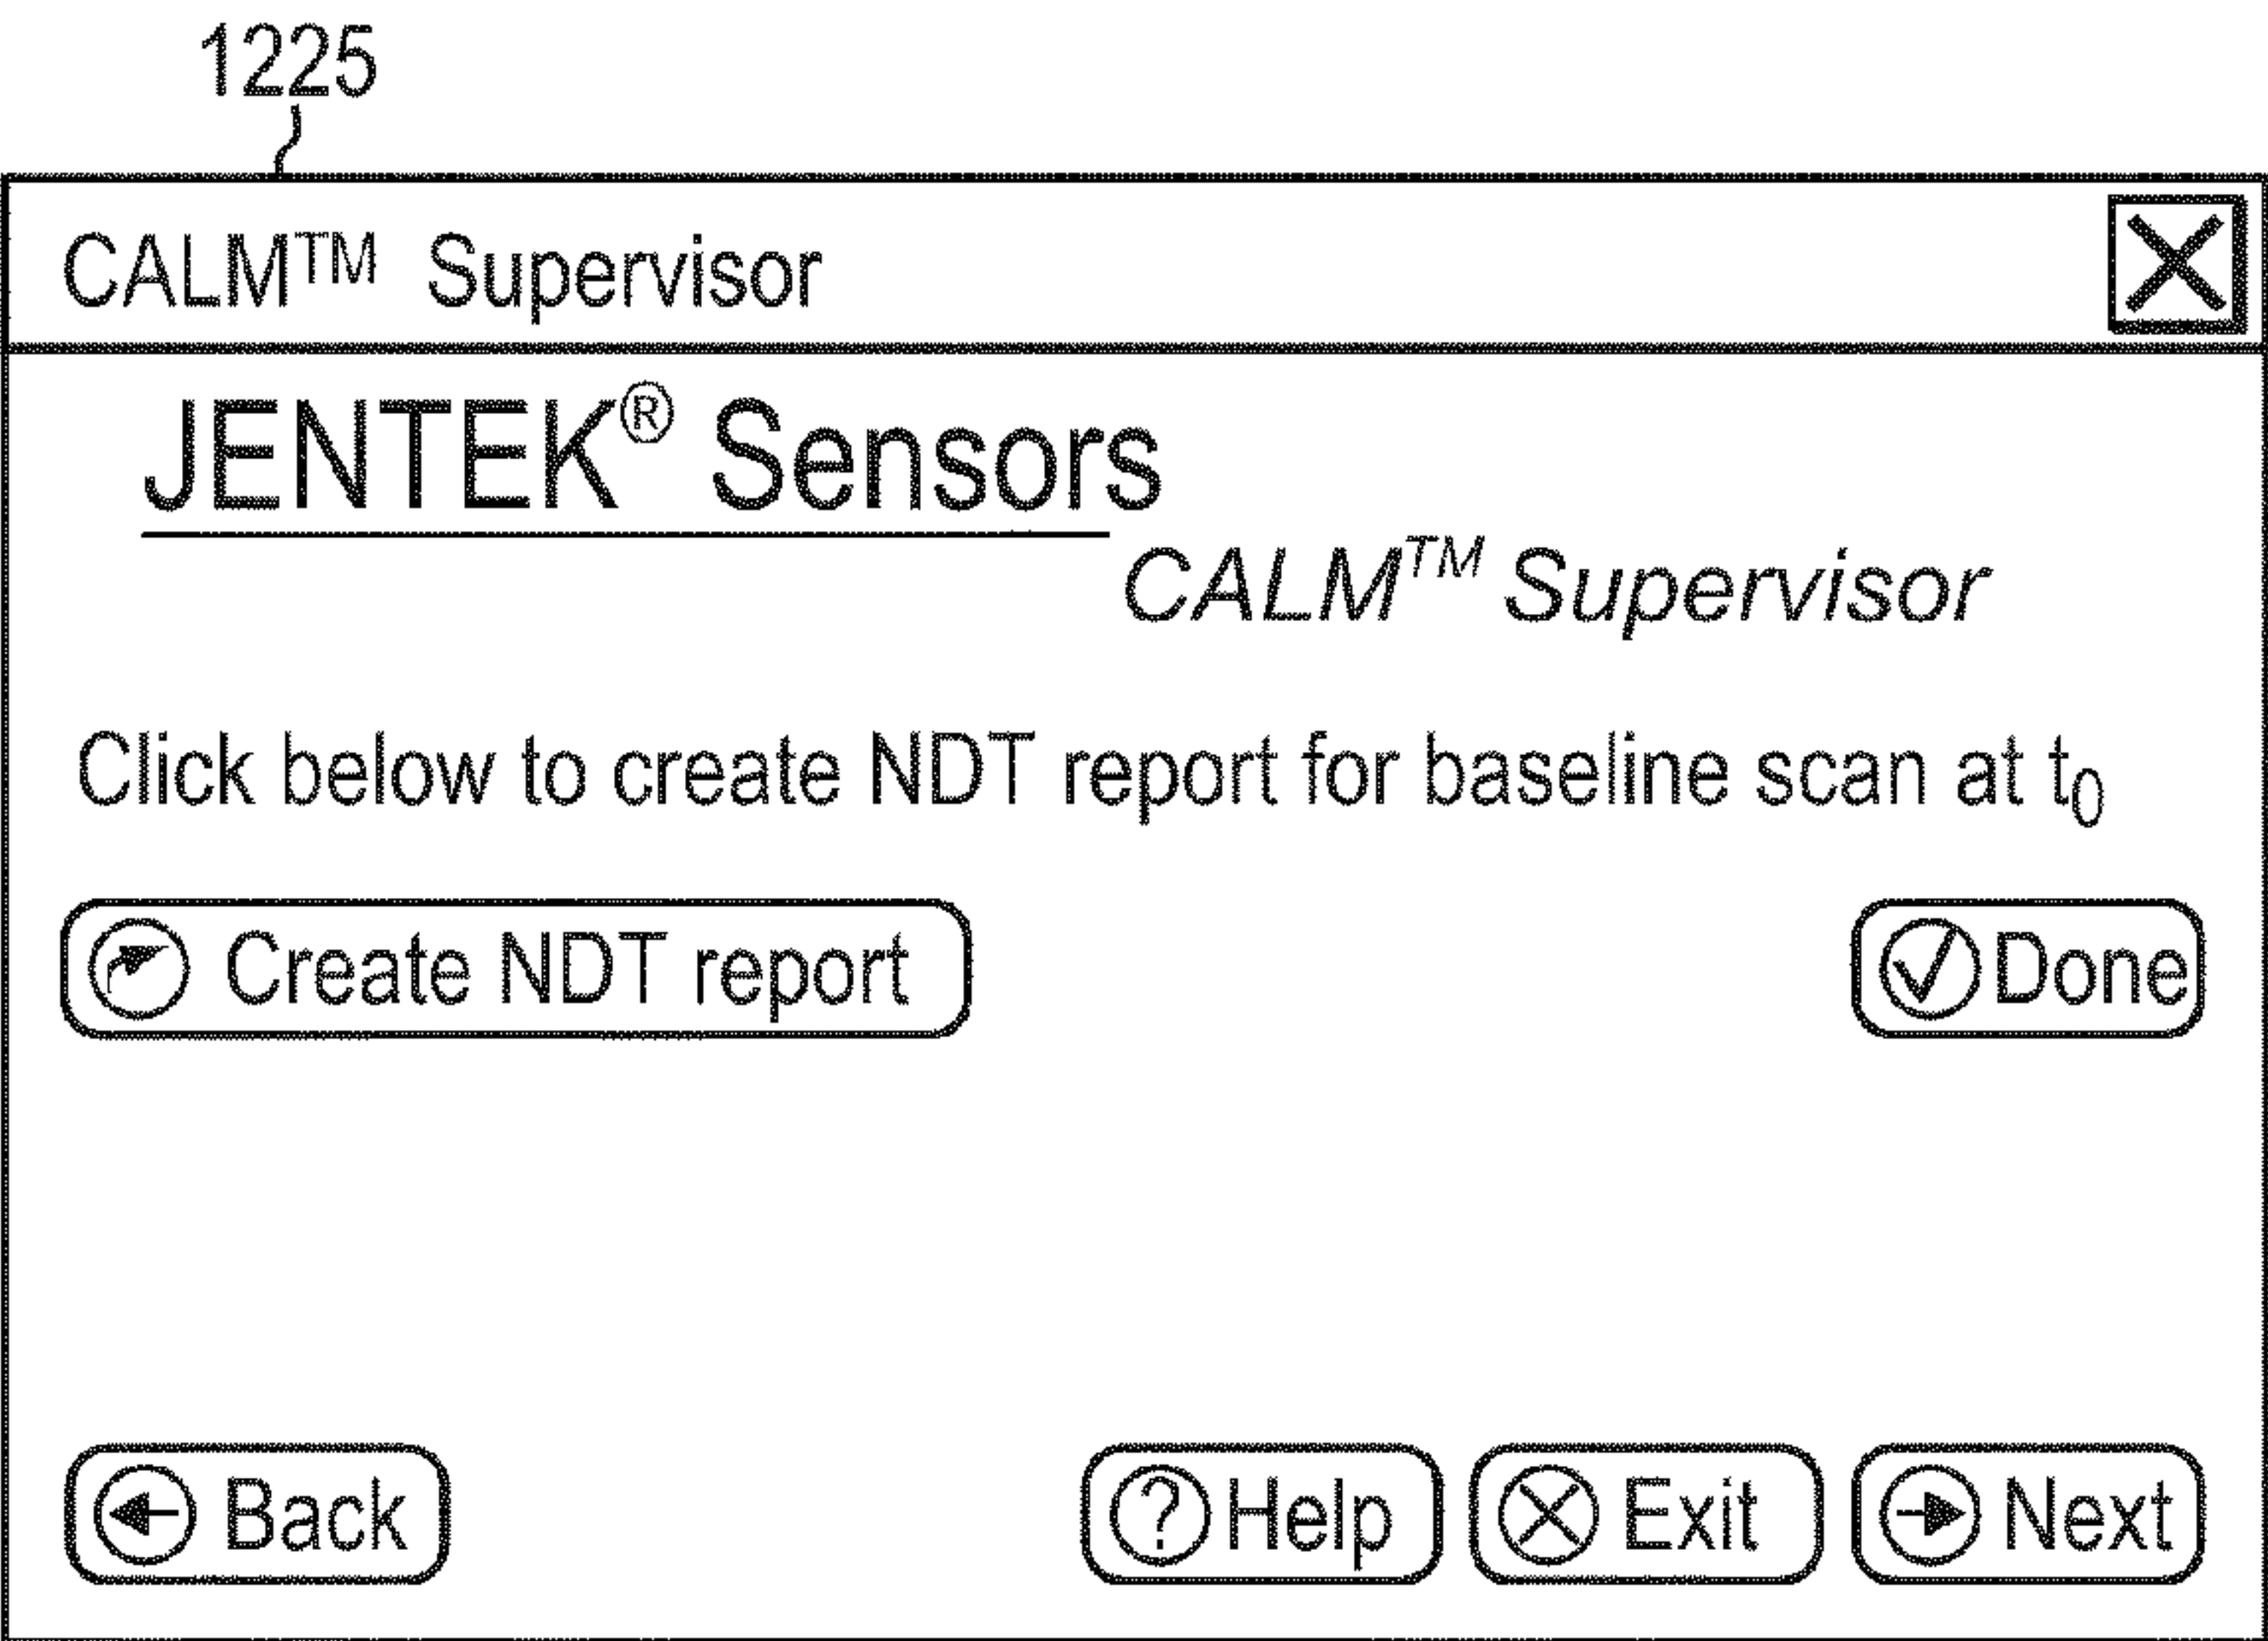 1225
CALM™ Supervisor
JENTEK® Sensors
CALM™ Supervisor
Click below to create NDT report for baseline scan at t₀
Create NDT report Done
Back Help Exit Next